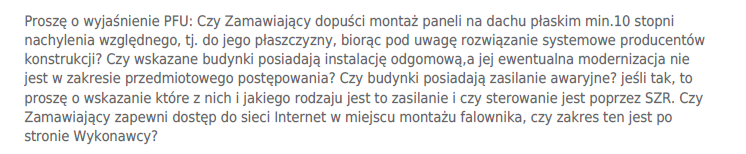 Proszę o wyjaśnienie PFU: Czy Zamawiający dopuści montaż paneli na dachu płaskim min.10 stopni
nachylenia względnego, tj. do jego płaszczyzny, biorąc pod uwagę rozwiązanie systemowe producentów
konstrukcji? Czy wskazane budynki posiadają instalację odgomową,a jej ewentualna modernizacja nie
jest w zakresie przedmiotowego postępowania? Czy budynki posiadają zasilanie awaryjne? jeśli tak, to
proszę o wskazanie które z nich i jakiego rodzaju jest to zasilanie i czy sterowanie jest poprzez SZR. Czy
Zamawiający zapewni dostęp do sieci Internet w miejscu montażu falownika, czy zakres ten jest po
stronie Wykonawcy?